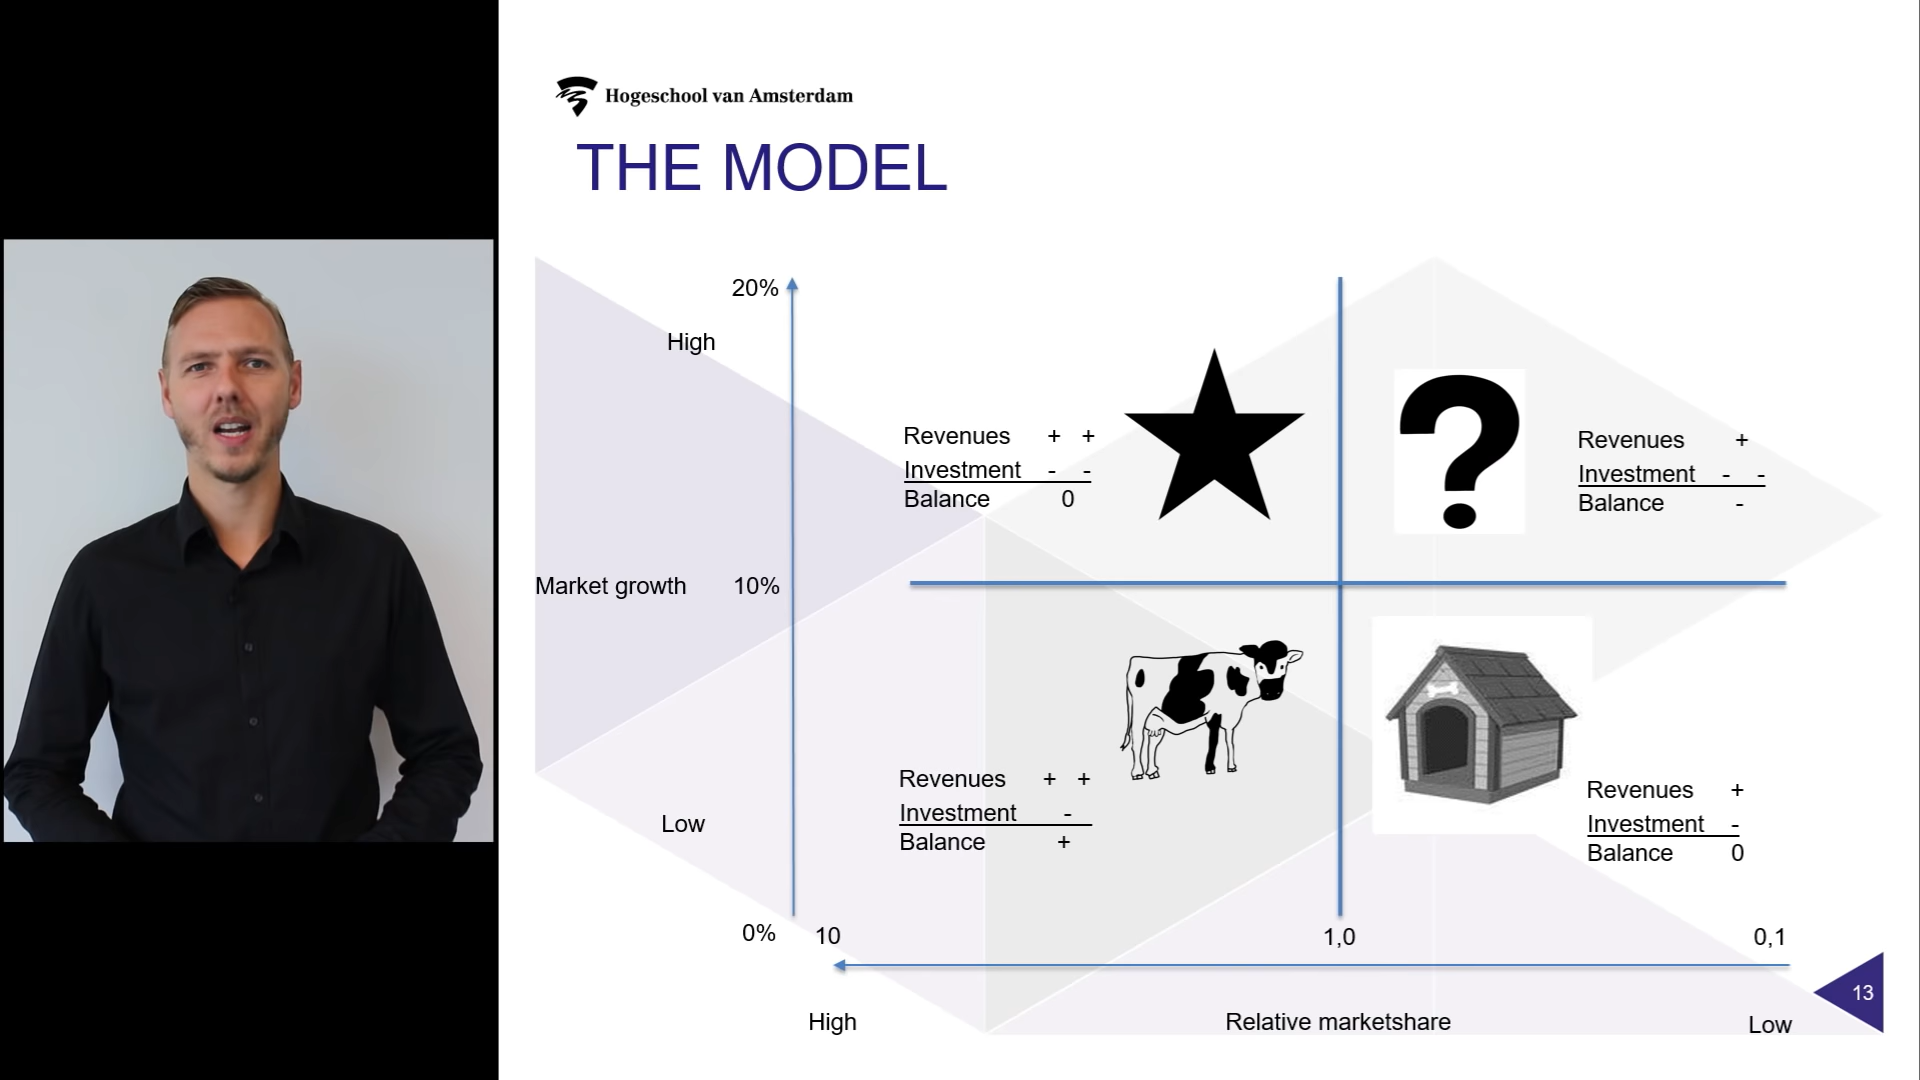 Hogeschool van Amsterdam
THE MODEL
20%
High
Revenues + +
Investment - -
Balance 0
Revenues +
Investment - -
Balance -
Market growth 10%
Revenues + +
Investment -
Balance +
Low
Revenues +
Investment -
Balance 0
0% 10 1,0 0,1
13
High Relative marketshare Low